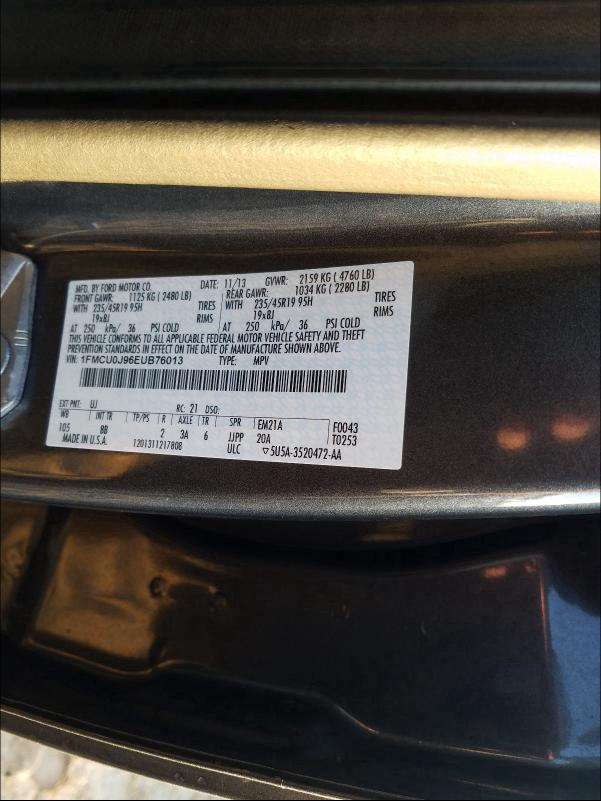 MFD. BY FORD MOTOR CO. DATE: 11/13 GVWR: 2159 KG ( 4760 LB)
FRONT GAWR: 1125 KG ( 2480 LB) REAR GAWR: 1034 KG ( 2280 LB)
WITH 235/45R19 95H TIRES WITH 235/45R19 95H TIRES
19x8J RIMS 19x8J RIMS
AT 250 kPa/ 36 PSI COLD AT 250 kPa/ 36 PSI COLD
THIS VEHICLE CONFORMS TO ALL APPLICABLE FEDERAL MOTOR VEHICLE SAFETY AND THEFT
PREVENTION STANDARDS IN EFFECT ON THE DATE OF MANUFACTURE SHOWN ABOVE.
VIN: 1FMCU0J96EUB76013 TYPE: MPV
EXT PNT: UJ RC: 21 DSO:
WB INT TR TP/PS R AXLE TR SPR EM21A F0043
105 BB 2 3A 6 JJPP 20A T0253
MADE IN U.S.A. 1201311217808 ULC ▽5U5A-3520472-AA